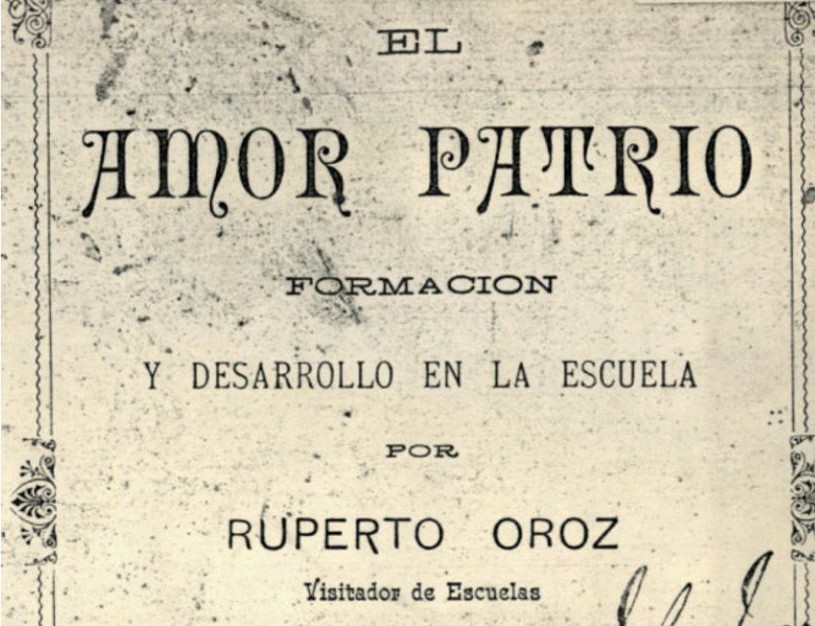 EL
AMOR PATRIO
FORMACION
Y DESARROLLO EN LA ESCUELA
POR
RUPERTO OROZ
Visitador de Escuelas